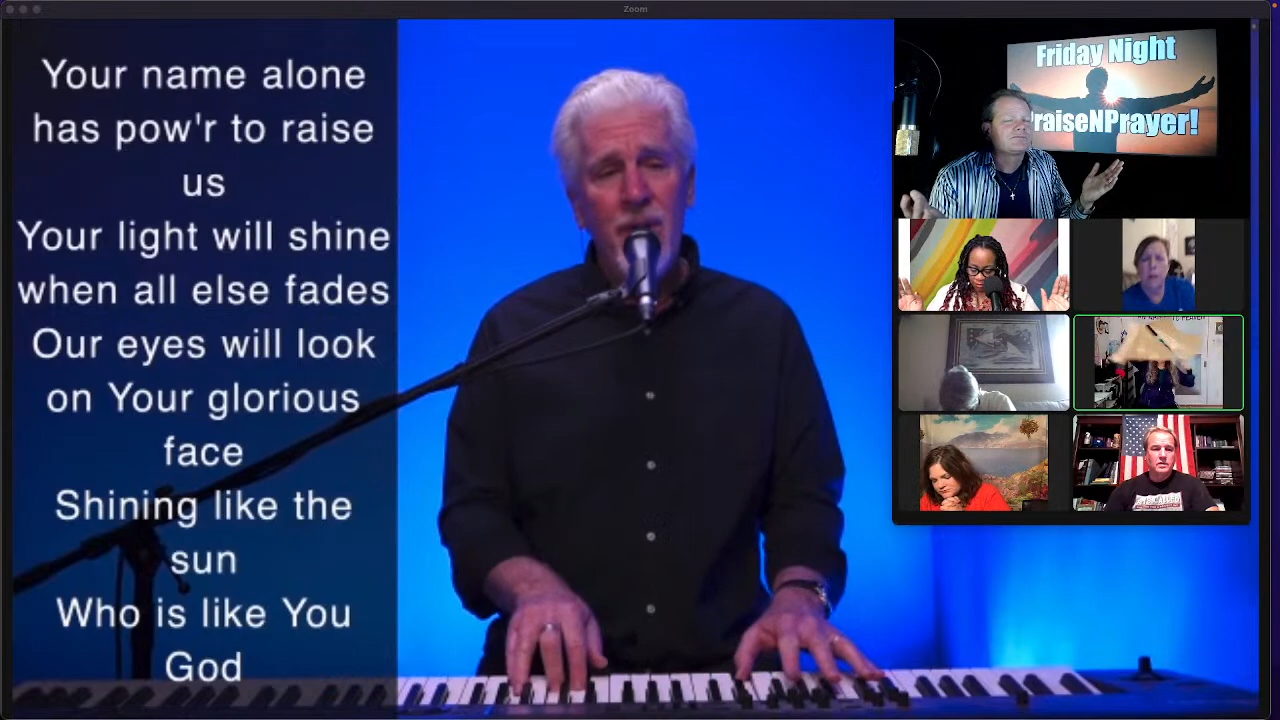 Zoom
Your name alone
has pow'r to raise
us
Your light will shine
when all else fades
Our eyes will look
on Your glorious
face
Shining like the
sun
Who is like You
God
Friday Night
PraiseNPrayer!